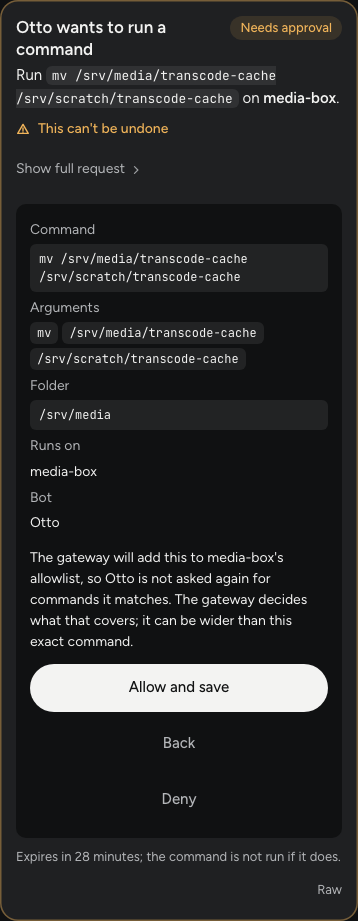 Otto wants to run a
command
Needs approval
Run mv /srv/media/transcode-cache
/srv/scratch/transcode-cache on media-box.
This can't be undone
Show full request
Command
mv /srv/media/transcode-cache
/srv/scratch/transcode-cache
Arguments
mv /srv/media/transcode-cache
/srv/scratch/transcode-cache
Folder
/srv/media
Runs on
media-box
Bot
Otto
The gateway will add this to media-box's
allowlist, so Otto is not asked again for
commands it matches. The gateway decides
what that covers; it can be wider than this
exact command.
Allow and save
Back
Deny
Expires in 28 minutes; the command is not run if it does.
Raw